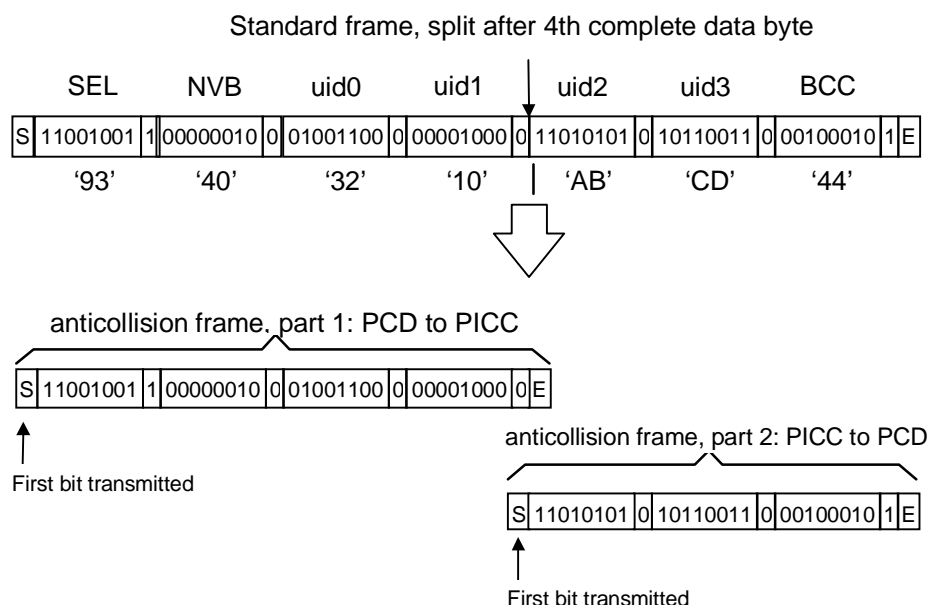 Standard frame, split after 4th complete data byte
SEL NVB uid0 uid1 uid2 uid3 BCC
S 11001001 1 00000010 0 01001100 0 00001000 0 11010101 0 10110011 0 00100010 1 E
‘93’ ‘40’ ‘32’ ‘10’ ‘AB’ ‘CD’ ‘44’
anticollision frame, part 1: PCD to PICC
S 11001001 1 00000010 0 01001100 0 00001000 0 E
First bit transmitted
anticollision frame, part 2: PICC to PCD
S 11010101 0 10110011 0 00100010 1 E
First bit transmitted